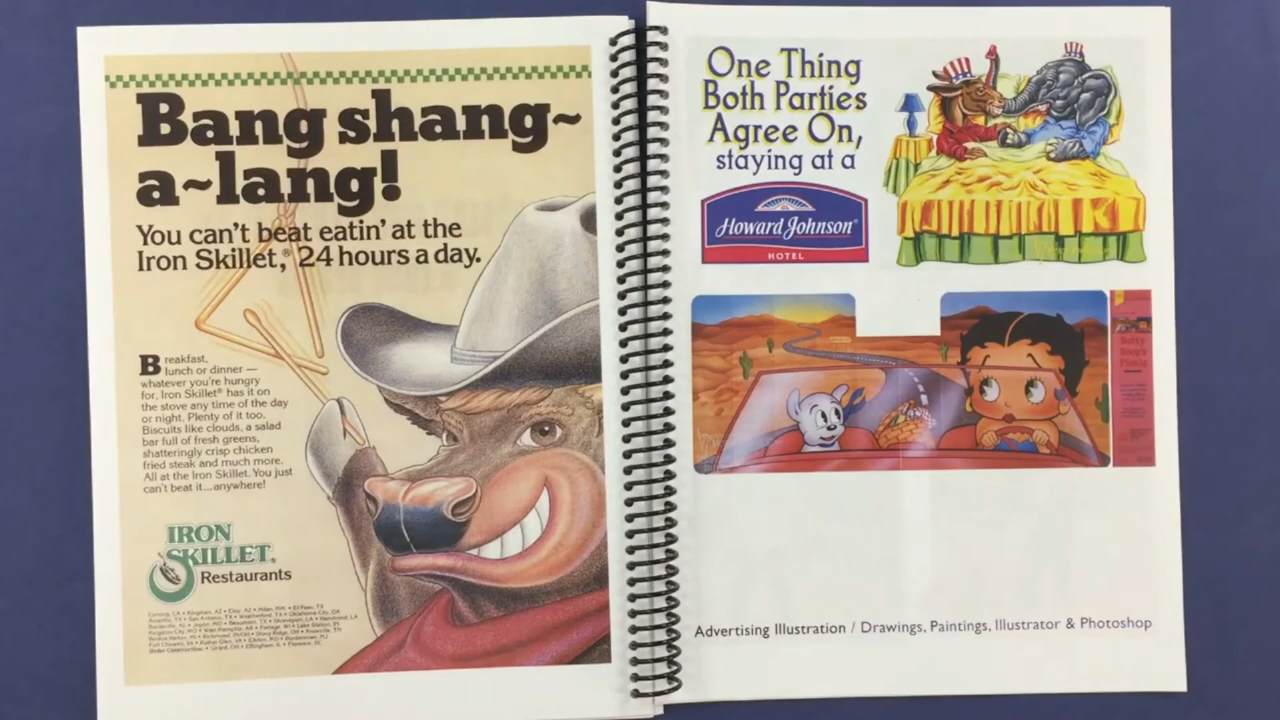 Bang shang~
a~lang!
You can't beat eatin' at the
Iron Skillet,® 24 hours a day.
Breakfast,
lunch or dinner —
whatever you're hungry
for, Iron Skillet® has it on
the stove any time of the day
or night. Plenty of it too.
Biscuits like clouds, a salad
bar full of fresh greens,
shatteringly crisp chicken
fried steak and much more.
All at the Iron Skillet. You just
can't beat it...anywhere!
IRON
SKILLET®
Restaurants
One Thing
Both Parties
Agree On,
staying at a
Howard Johnson®
HOTEL
Betty
Boop's
Picnic
Advertising Illustration / Drawings, Paintings, Illustrator & Photoshop